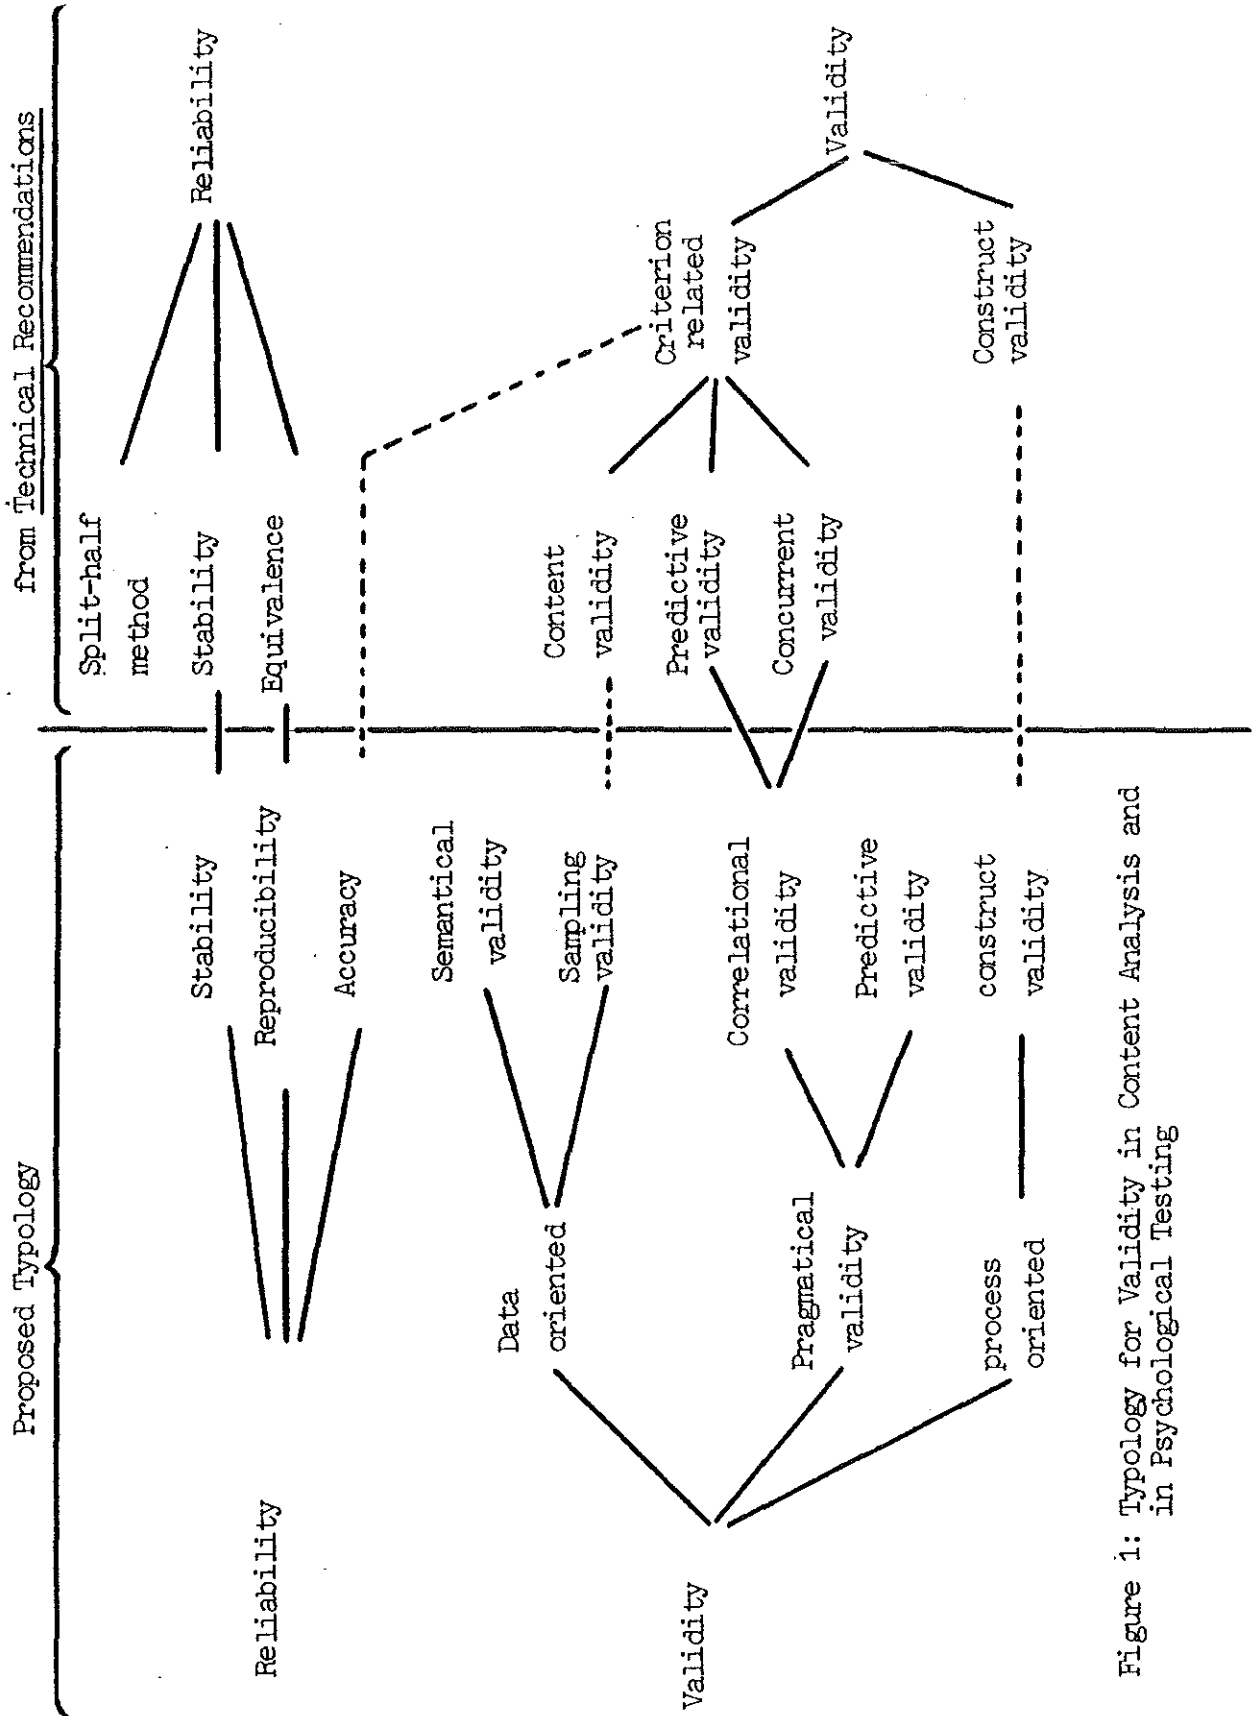 Proposed Typology
from Technical Recommendations
Reliability
Stability
Reproducibility
Accuracy
Split-half
method
Stability
Equivalence
Reliability
Validity
Data
oriented
Semantical
validity
Sampling
validity
Pragmatical
validity
Correlational
validity
Predictive
validity
process
oriented
construct
validity
Content
validity
Predictive
validity
Concurrent
validity
Criterion
related
validity
Construct
validity
Validity
Figure 1: Typology for Validity in Content Analysis and
in Psychological Testing